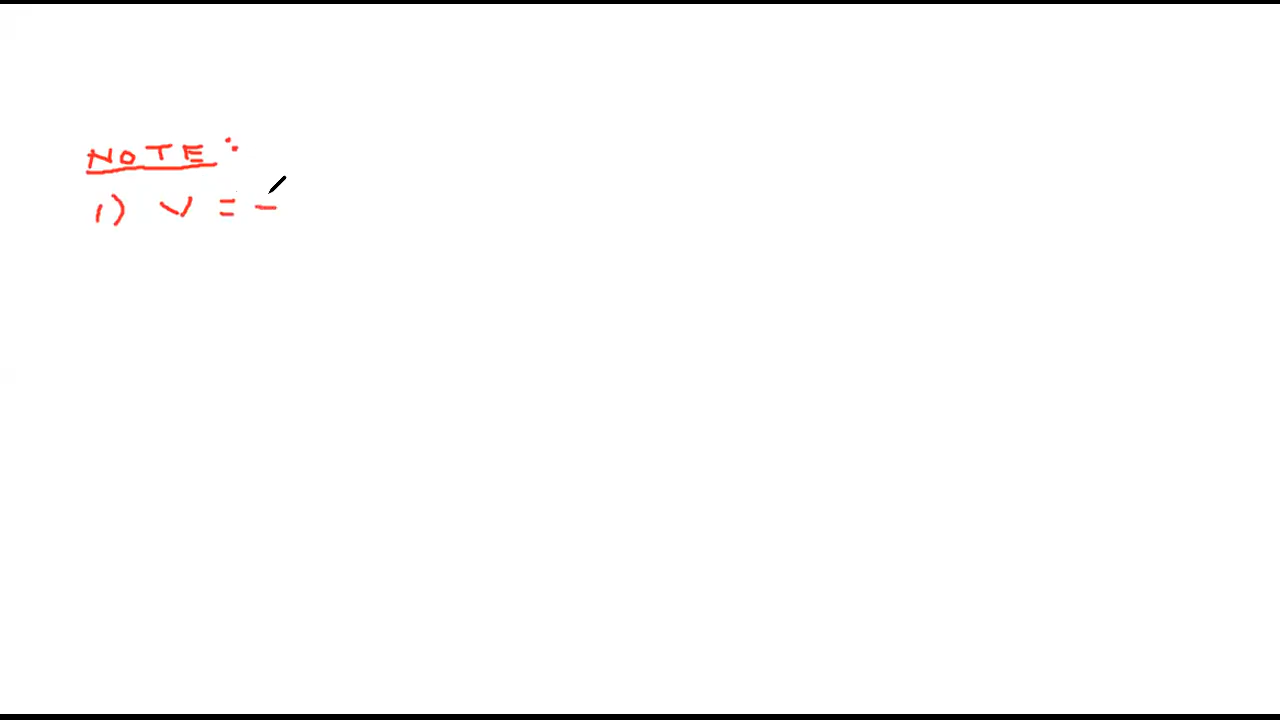 NOTE:
1) V = -